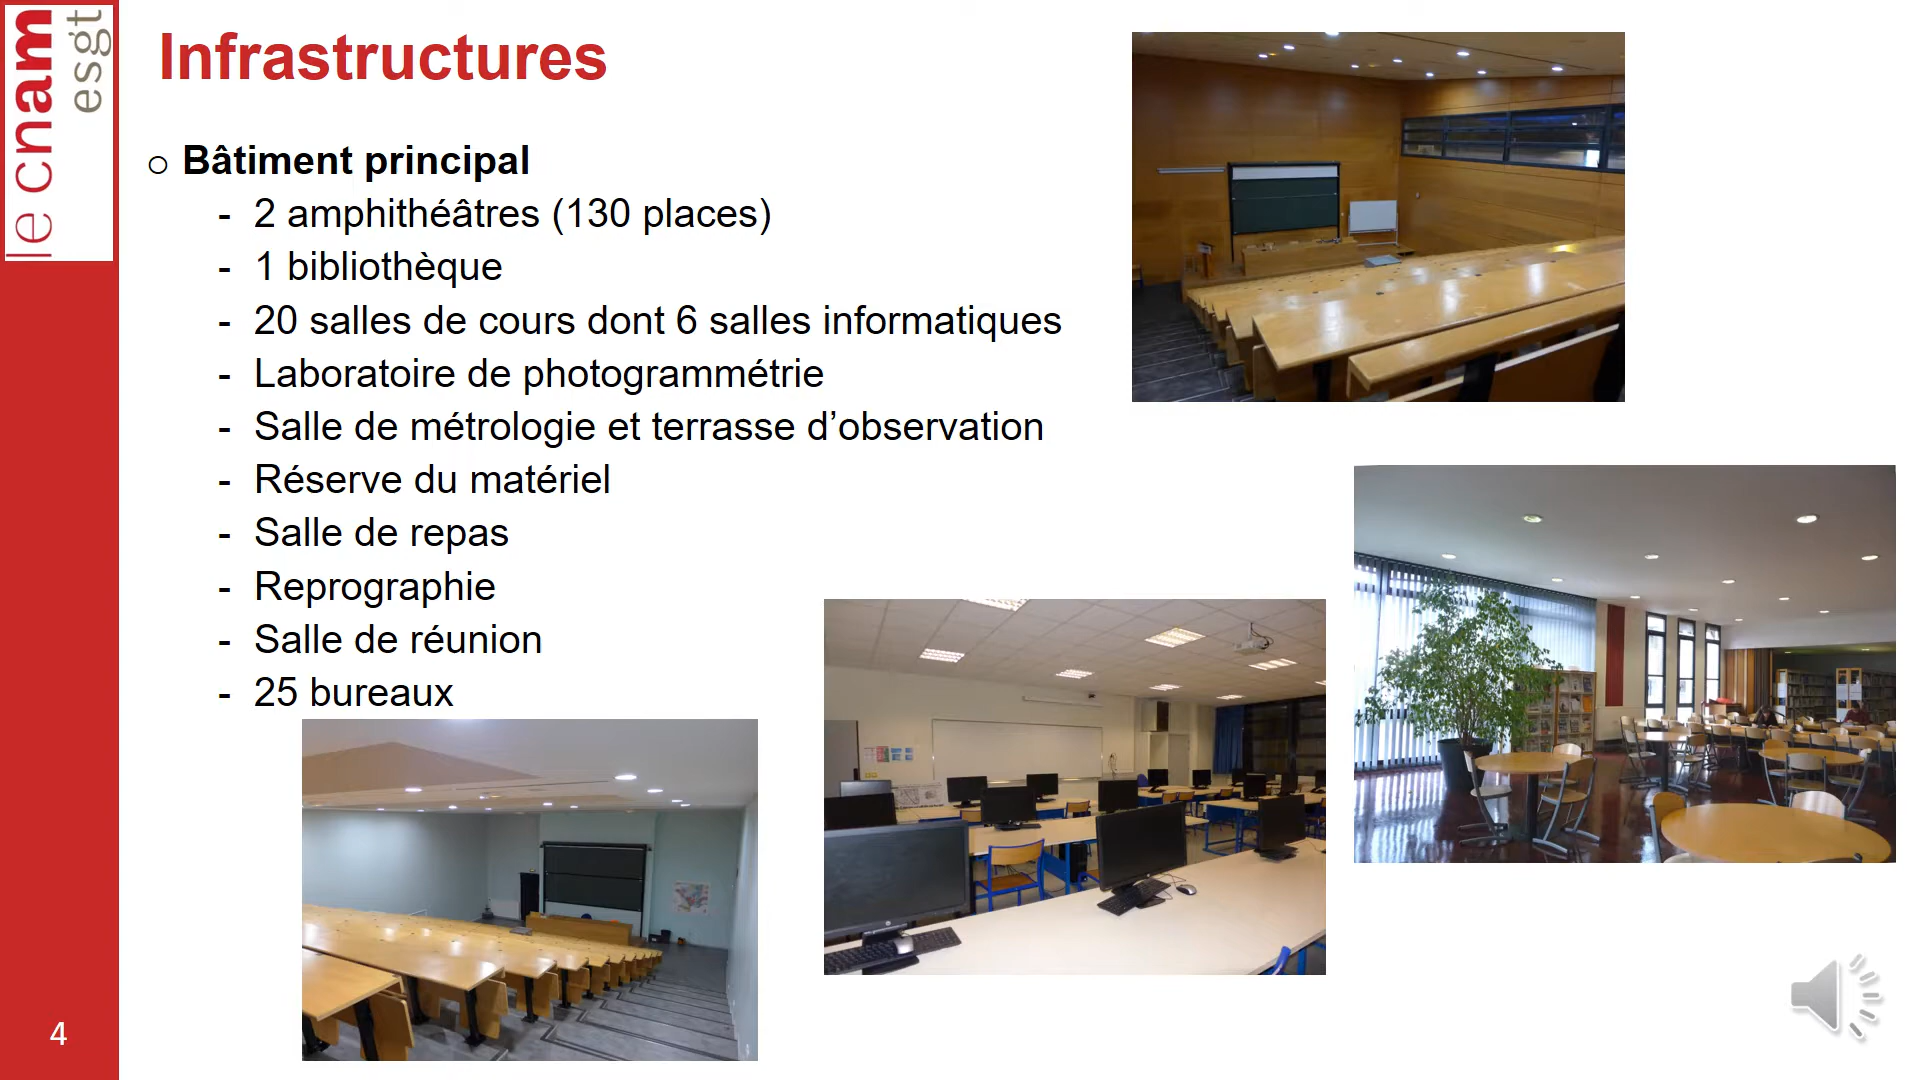 le cnam
esgt
Infrastructures
o Bâtiment principal
- 2 amphithéâtres (130 places)
- 1 bibliothèque
- 20 salles de cours dont 6 salles informatiques
- Laboratoire de photogrammétrie
- Salle de métrologie et terrasse d’observation
- Réserve du matériel
- Salle de repas
- Reprographie
- Salle de réunion
- 25 bureaux
4